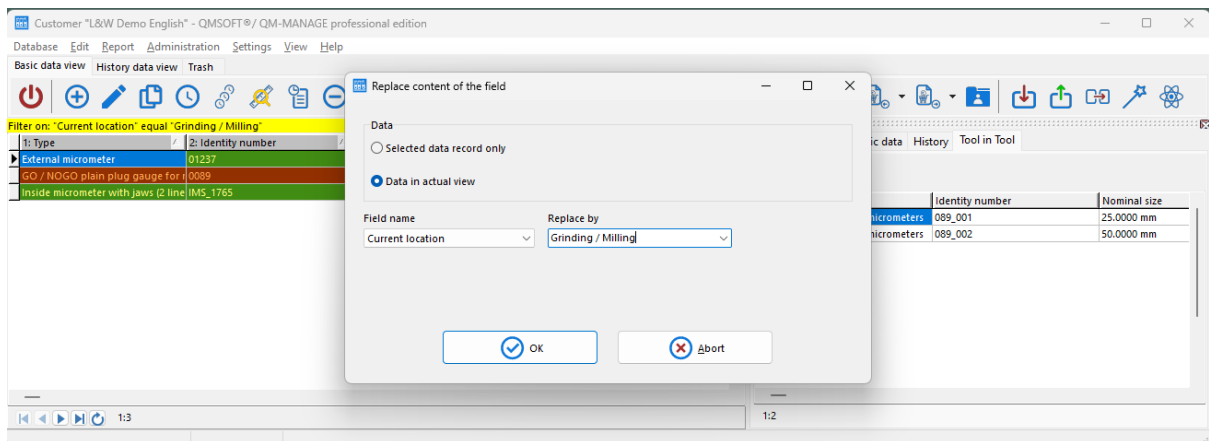 Customer "L&W Demo English" - QMSOFT®/ QM-MANAGE professional edition
Database Edit Report Administration Settings View Help
Basic data view History data view Trash
Filter on: "Current location" equal "Grinding / Milling"
1: Type 2: Identity number
External micrometer 01237
GO / NOGO plain plug gauge for r 0089
Inside micrometer with jaws (2 line IMS_1765
1:3
Replace content of the field
Data
Selected data record only
Data in actual view
Field name Replace by
Current location Grinding / Milling
OK Abort
ic data History Tool in Tool
Identity number Nominal size
micrometers 089_001 25.0000 mm
micrometers 089_002 50.0000 mm
1:2